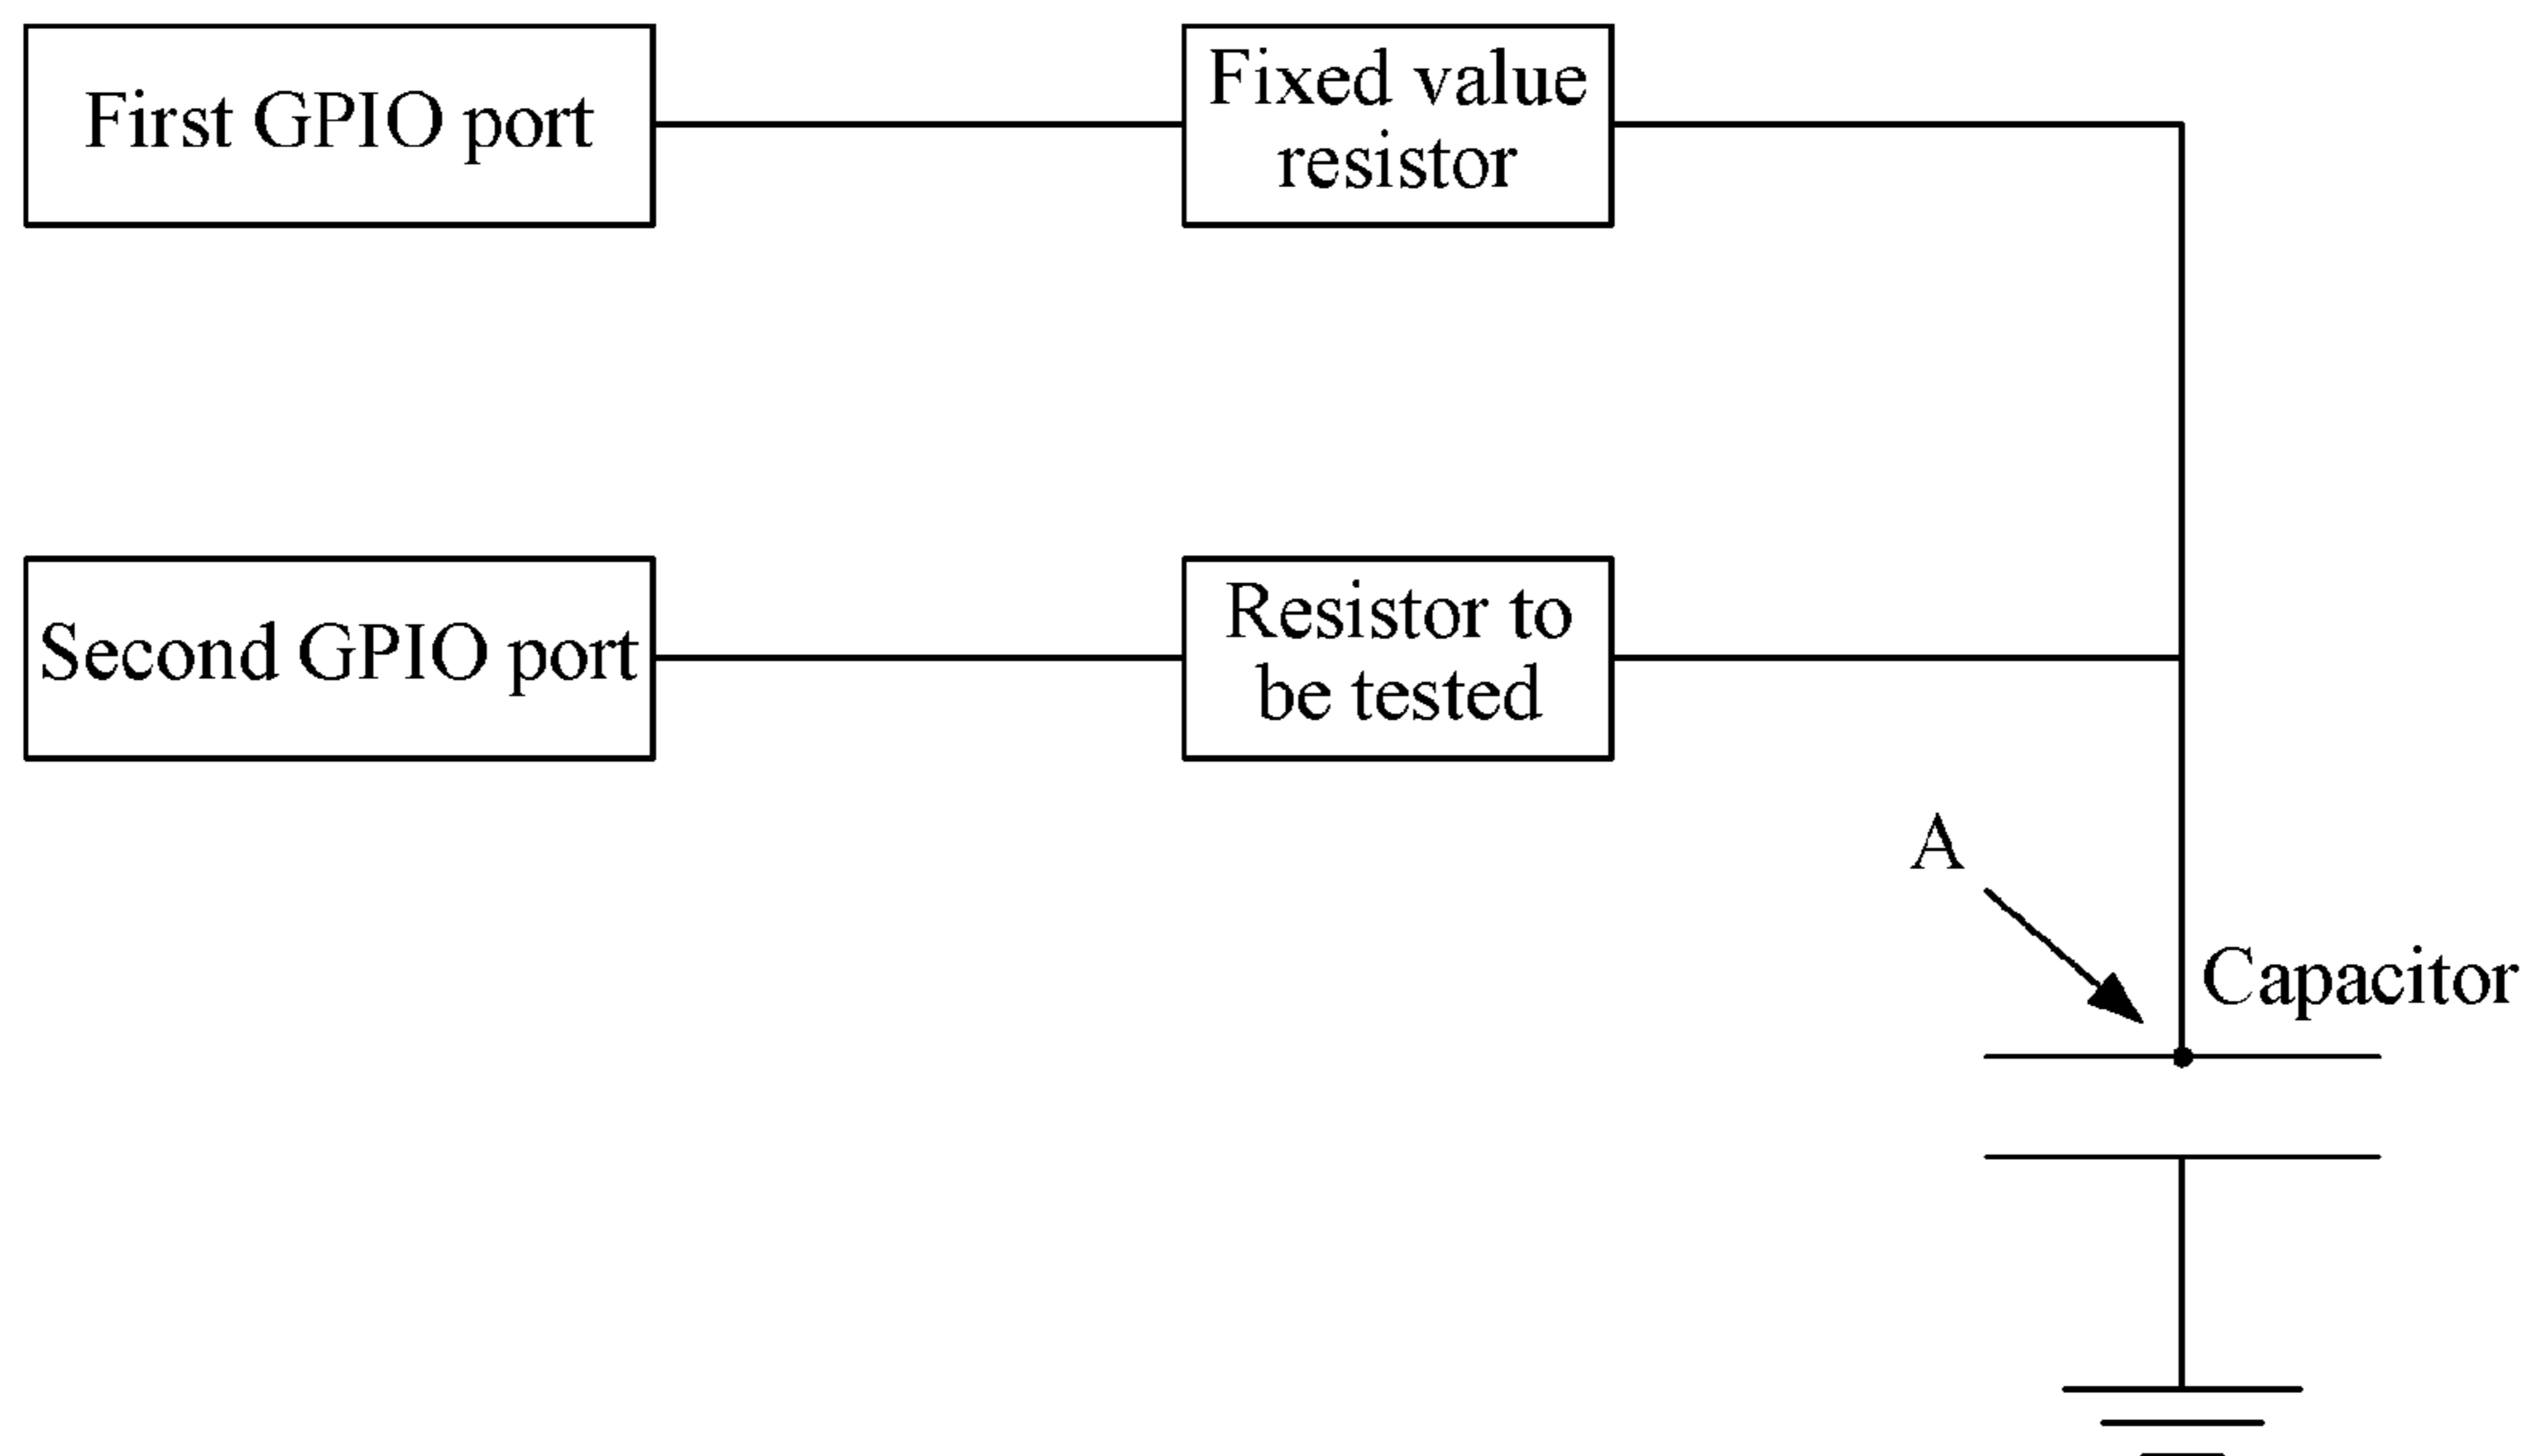 First GPIO port
Fixed value
resistor
Second GPIO port
Resistor to
be tested
A
Capacitor